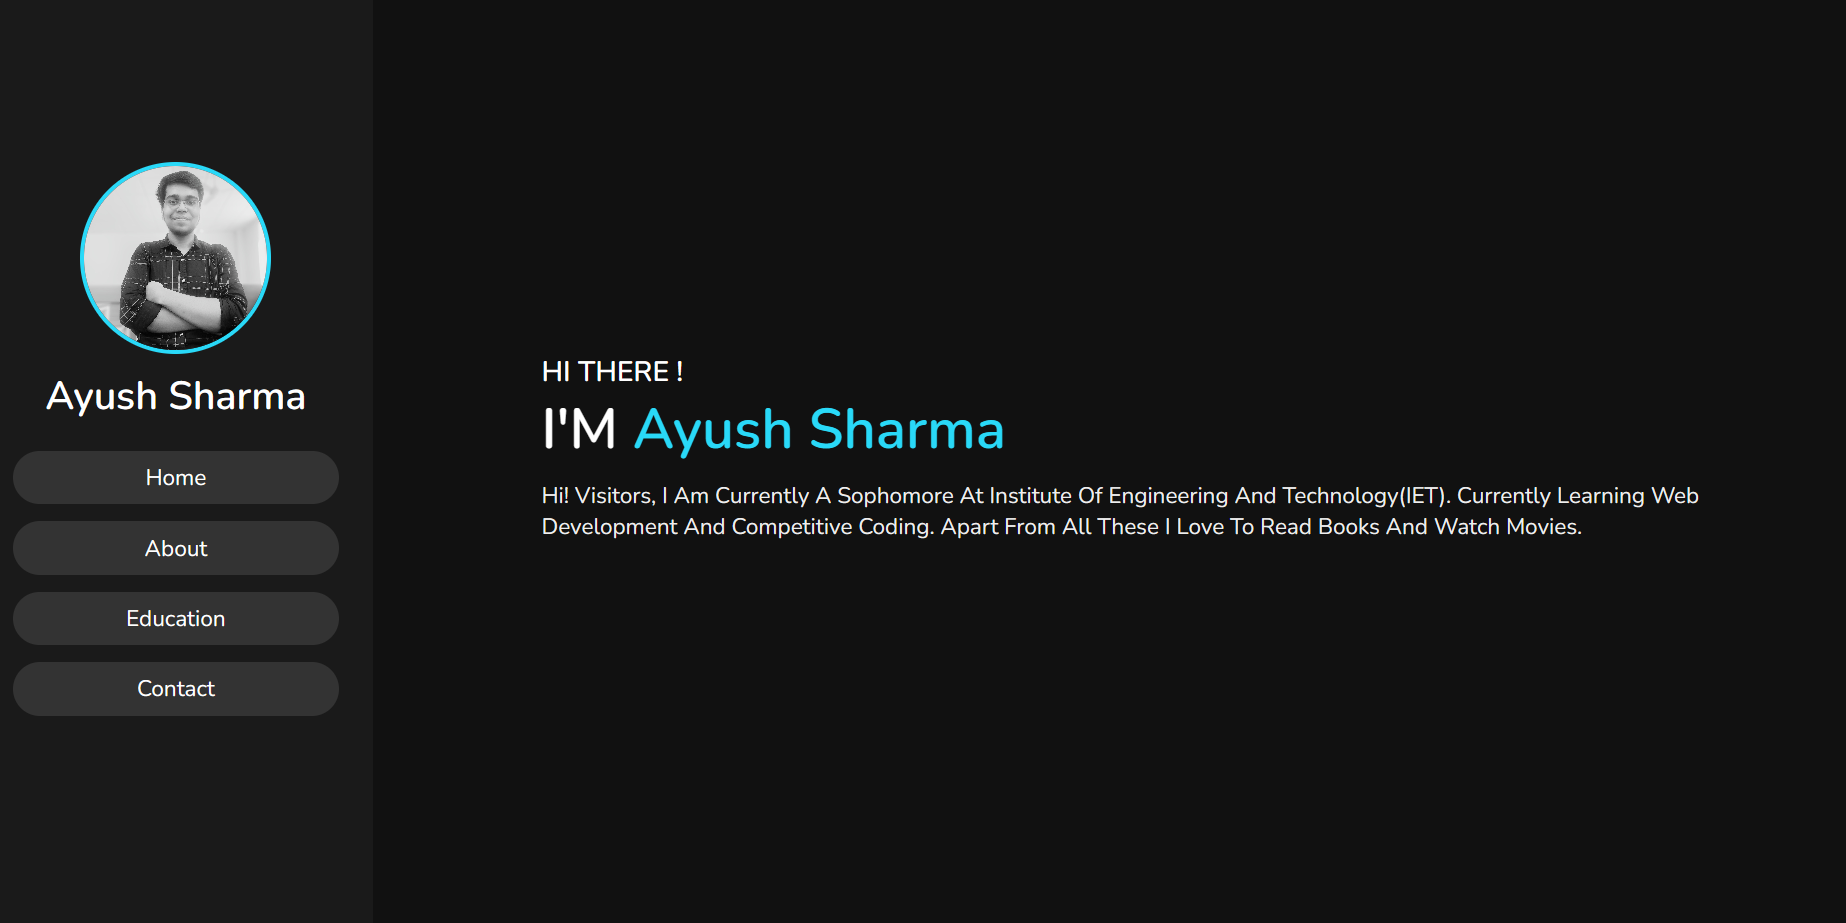 Ayush Sharma
Home
About
Education
Contact
HI THERE !
I'M Ayush Sharma
Hi! Visitors, I Am Currently A Sophomore At Institute Of Engineering And Technology(IET). Currently Learning Web
Development And Competitive Coding. Apart From All These I Love To Read Books And Watch Movies.